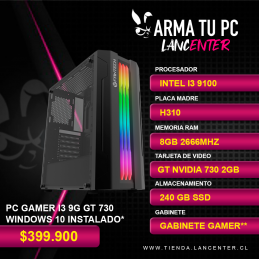 ARMA TU PC
LANCENTER
PROCESADOR
INTEL I3 9100
PLACA MADRE
H310
MEMORIA RAM
8GB 2666MHZ
TARJETA DE VIDEO
GT NVIDIA 730 2GB
ALMACENAMIENTO
240 GB SSD
GABINETE
GABINETE GAMER**
PC GAMER I3 9G GT 730
WINDOWS 10 INSTALADO*
$399.900
WWW.TIENDA.LANCENTER.CL